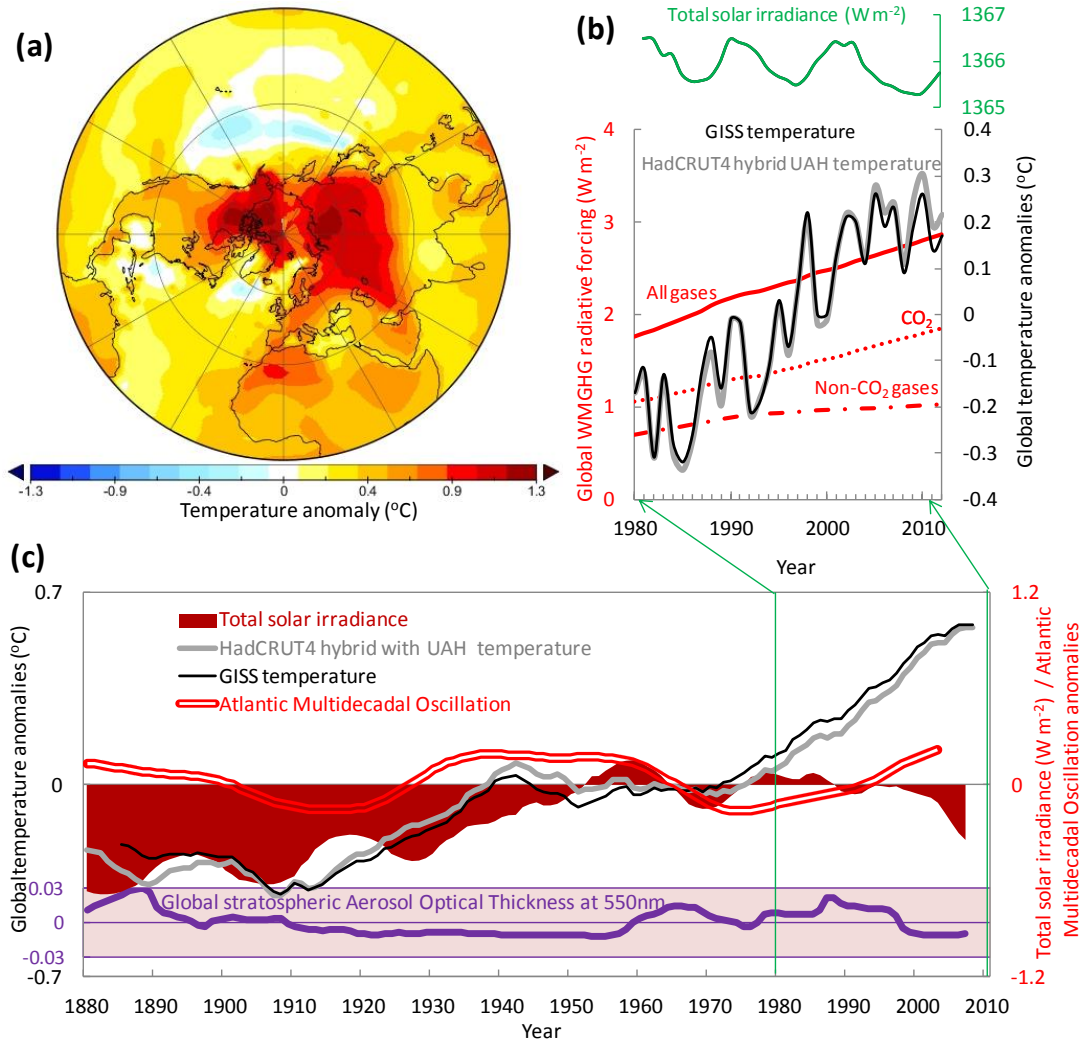 (a)
-1.3 -0.9 -0.4 0 0.4 0.9 1.3
Temperature anomaly (ºC)
(b)
Total solar irradiance (W m-2)
1367
1366
1365
GISS temperature
HadCRUT4 hybrid UAH temperature
All gases
CO2
Non-CO2 gases
Global WMGHG radiative forcing (W m-2)
4
3
2
1
0
0.4
0.3
0.2
0.1
0
-0.1
-0.2
-0.3
-0.4
Global temperature anomalies (ºC)
1980 1990 2000 2010
Year
(c)
Total solar irradiance
HadCRUT4 hybrid with UAH temperature
GISS temperature
Atlantic Multidecadal Oscillation
Global stratospheric Aerosol Optical Thickness at 550nm
Global temperature anomalies (ºC)
0.7
0
0.03
0
-0.03
-0.7
1.2
0
-1.2
Total solar irradiance (W m-2) / Atlantic
Multidecadal Oscillation anomalies
1880 1890 1900 1910 1920 1930 1940 1950 1960 1970 1980 1990 2000 2010
Year